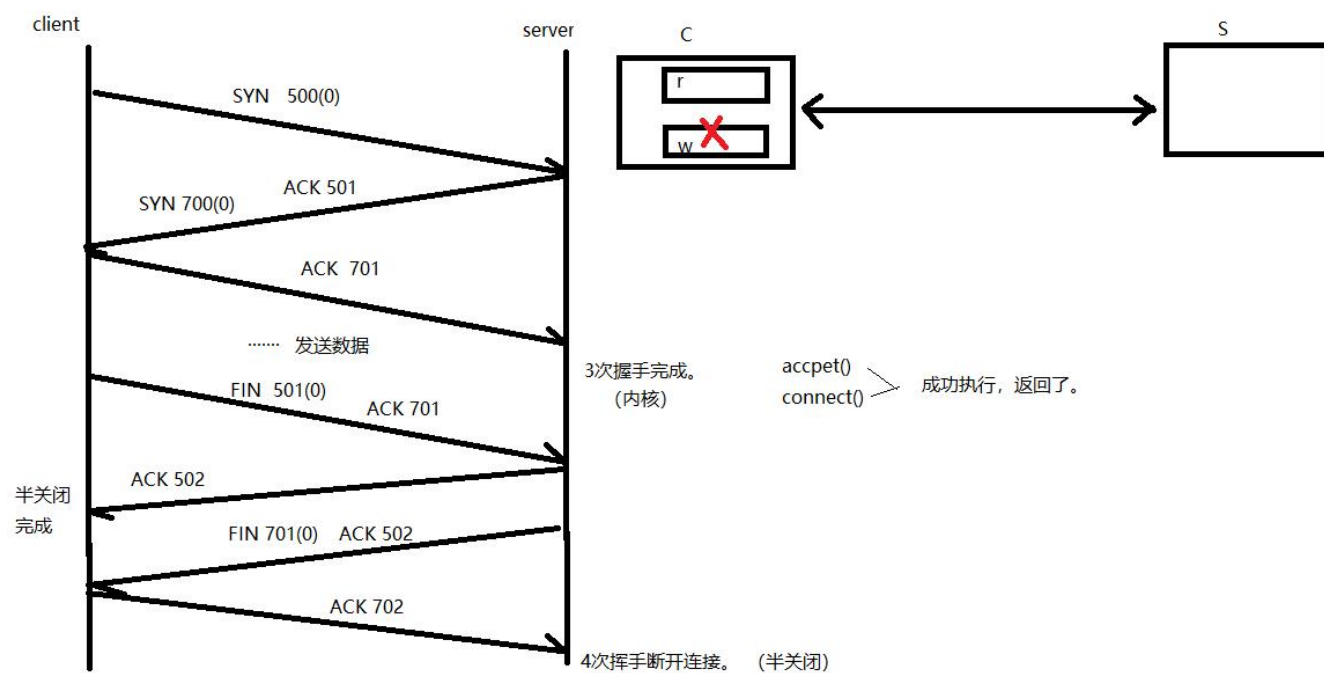 client
server
C
S
r
w
SYN 500(0)
ACK 501
SYN 700(0)
ACK 701
······· 发送数据
3次握手完成。
（内核）
accpet()
connect()
成功执行，返回了。
FIN 501(0)
ACK 701
ACK 502
半关闭
完成
FIN 701(0) ACK 502
ACK 702
4次挥手断开连接。 （半关闭）